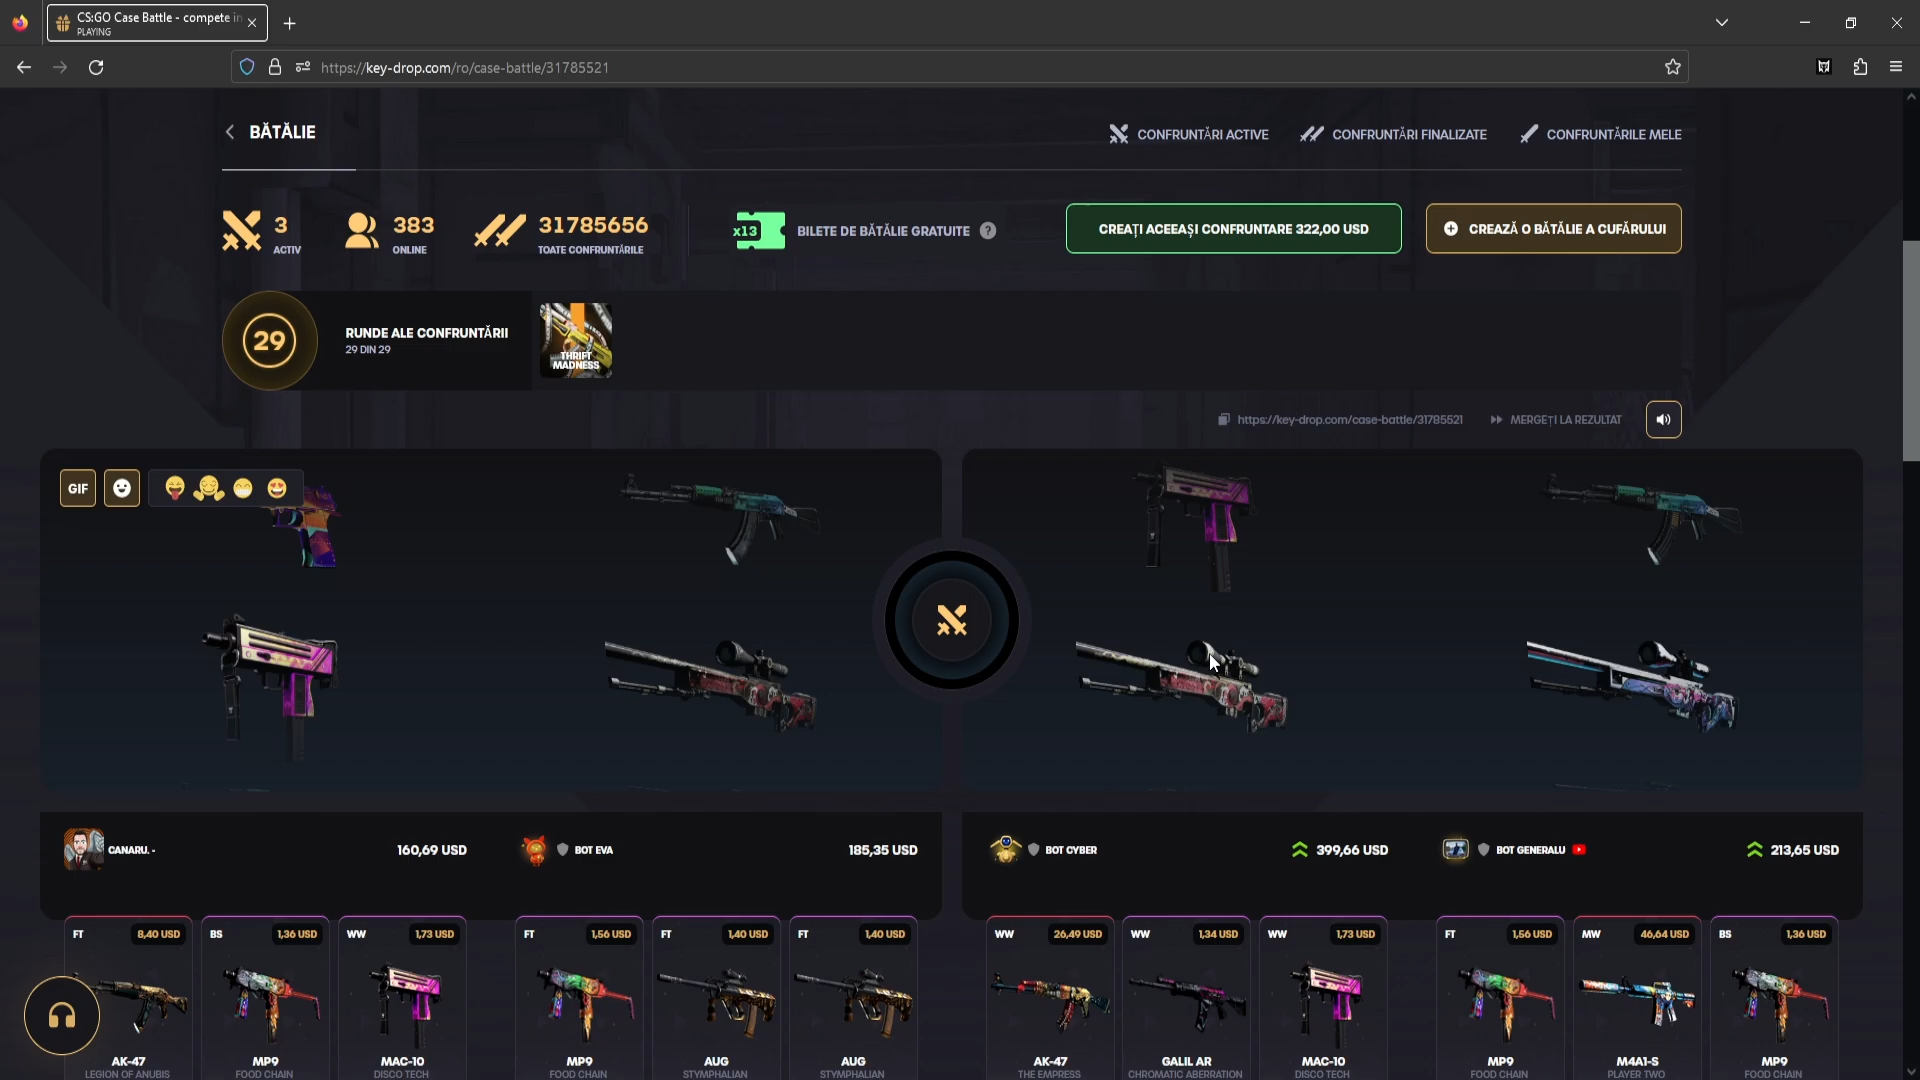 CS:GO Case Battle - compete in
PLAYING
https://key-drop.com/ro/case-battle/31785521
BĂTĂLIE
CONFRUNTĂRI ACTIVE
CONFRUNTĂRI FINALIZATE
CONFRUNTĂRILE MELE
3
ACTIV
383
ONLINE
31785656
TOATE CONFRUNTĂRILE
x13
BILETE DE BĂTĂLIE GRATUITE ?
CREAȚI ACEEAȘI CONFRUNTARE 322,00 USD
CREAZĂ O BĂTĂLIE A CUFĂRULUI
29
RUNDE ALE CONFRUNTĂRII
29 DIN 29
THRIFT
MADNESS
https://key-drop.com/case-battle/31785521
MERGEȚI LA REZULTAT
GIF
CANARU. -
160,69 USD
BOT EVA
185,35 USD
BOT CYBER
399,66 USD
BOT GENERALU
213,65 USD
FT 8,40 USD
BS 1,36 USD
WW 1,73 USD
FT 1,56 USD
FT 1,40 USD
FT 1,40 USD
WW 26,49 USD
WW 1,34 USD
WW 1,73 USD
FT 1,56 USD
MW 46,64 USD
BS 1,36 USD
AK-47
MP9
MAC-10
MP9
AUG
AUG
AK-47
GALIL AR
MAC-10
MP9
M4A1-S
MP9
LEGION OF ANUBIS
FOOD CHAIN
DISCO TECH
FOOD CHAIN
STYMPHALIAN
STYMPHALIAN
THE EMPRESS
CHROMATIC ABERRATION
DISCO TECH
FOOD CHAIN
PLAYER TWO
FOOD CHAIN